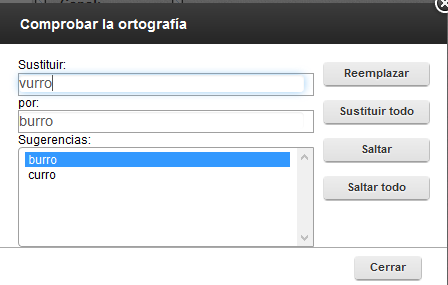 Comprobar la ortografía
Sustituir:
vurro
Reemplazar
por:
Sustituir todo
burro
Sugerencias:
Saltar
burro
curro
Saltar todo
Cerrar